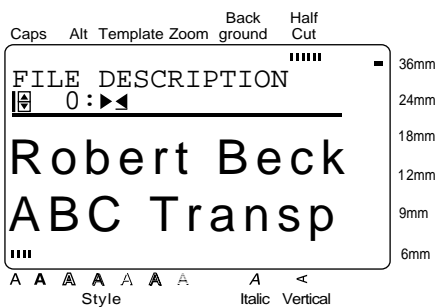 Back Half
Caps Alt Template Zoom ground Cut
FILE DESCRIPTION
0:
Robert Beck
ABC Transp
36mm
24mm
18mm
12mm
9mm
6mm
A A A A A A A A A
Style Italic Vertical